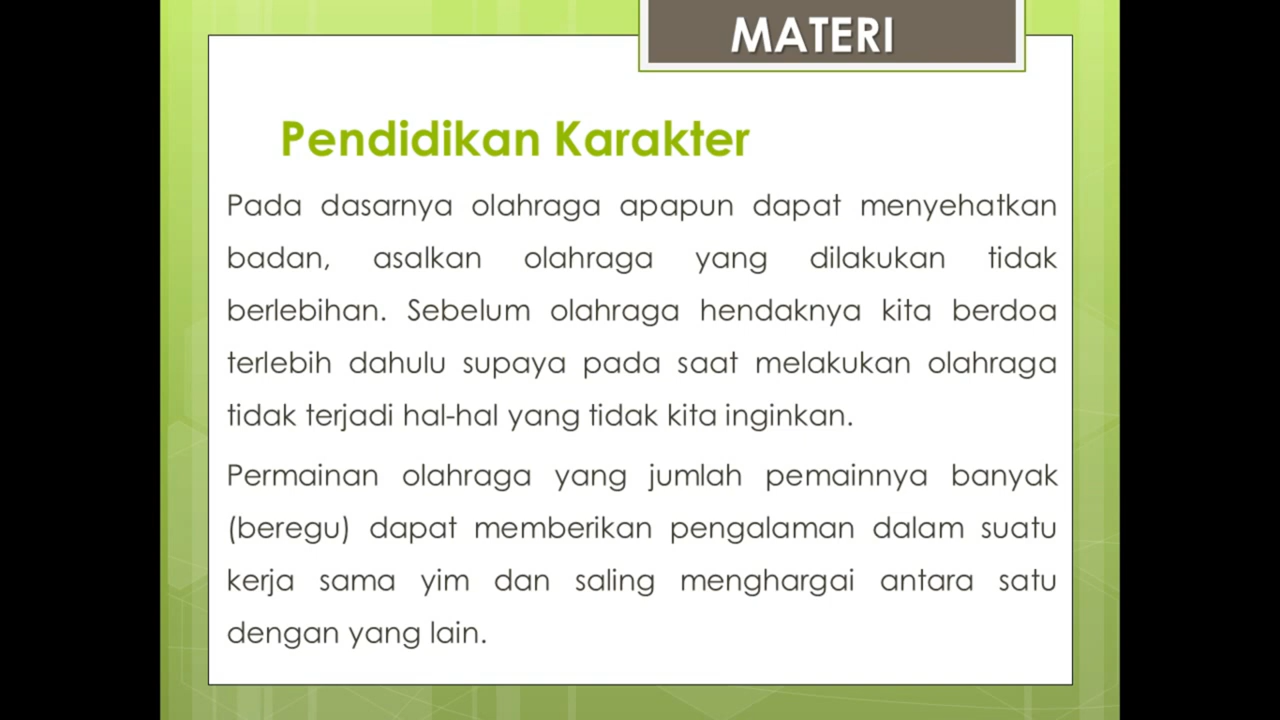 MATERI
Pendidikan Karakter
Pada dasarnya olahraga apapun dapat menyehatkan
badan, asalkan olahraga yang dilakukan tidak
berlebihan. Sebelum olahraga hendaknya kita berdoa
terlebih dahulu supaya pada saat melakukan olahraga
tidak terjadi hal-hal yang tidak kita inginkan.
Permainan olahraga yang jumlah pemainnya banyak
(beregu) dapat memberikan pengalaman dalam suatu
kerja sama yim dan saling menghargai antara satu
dengan yang lain.